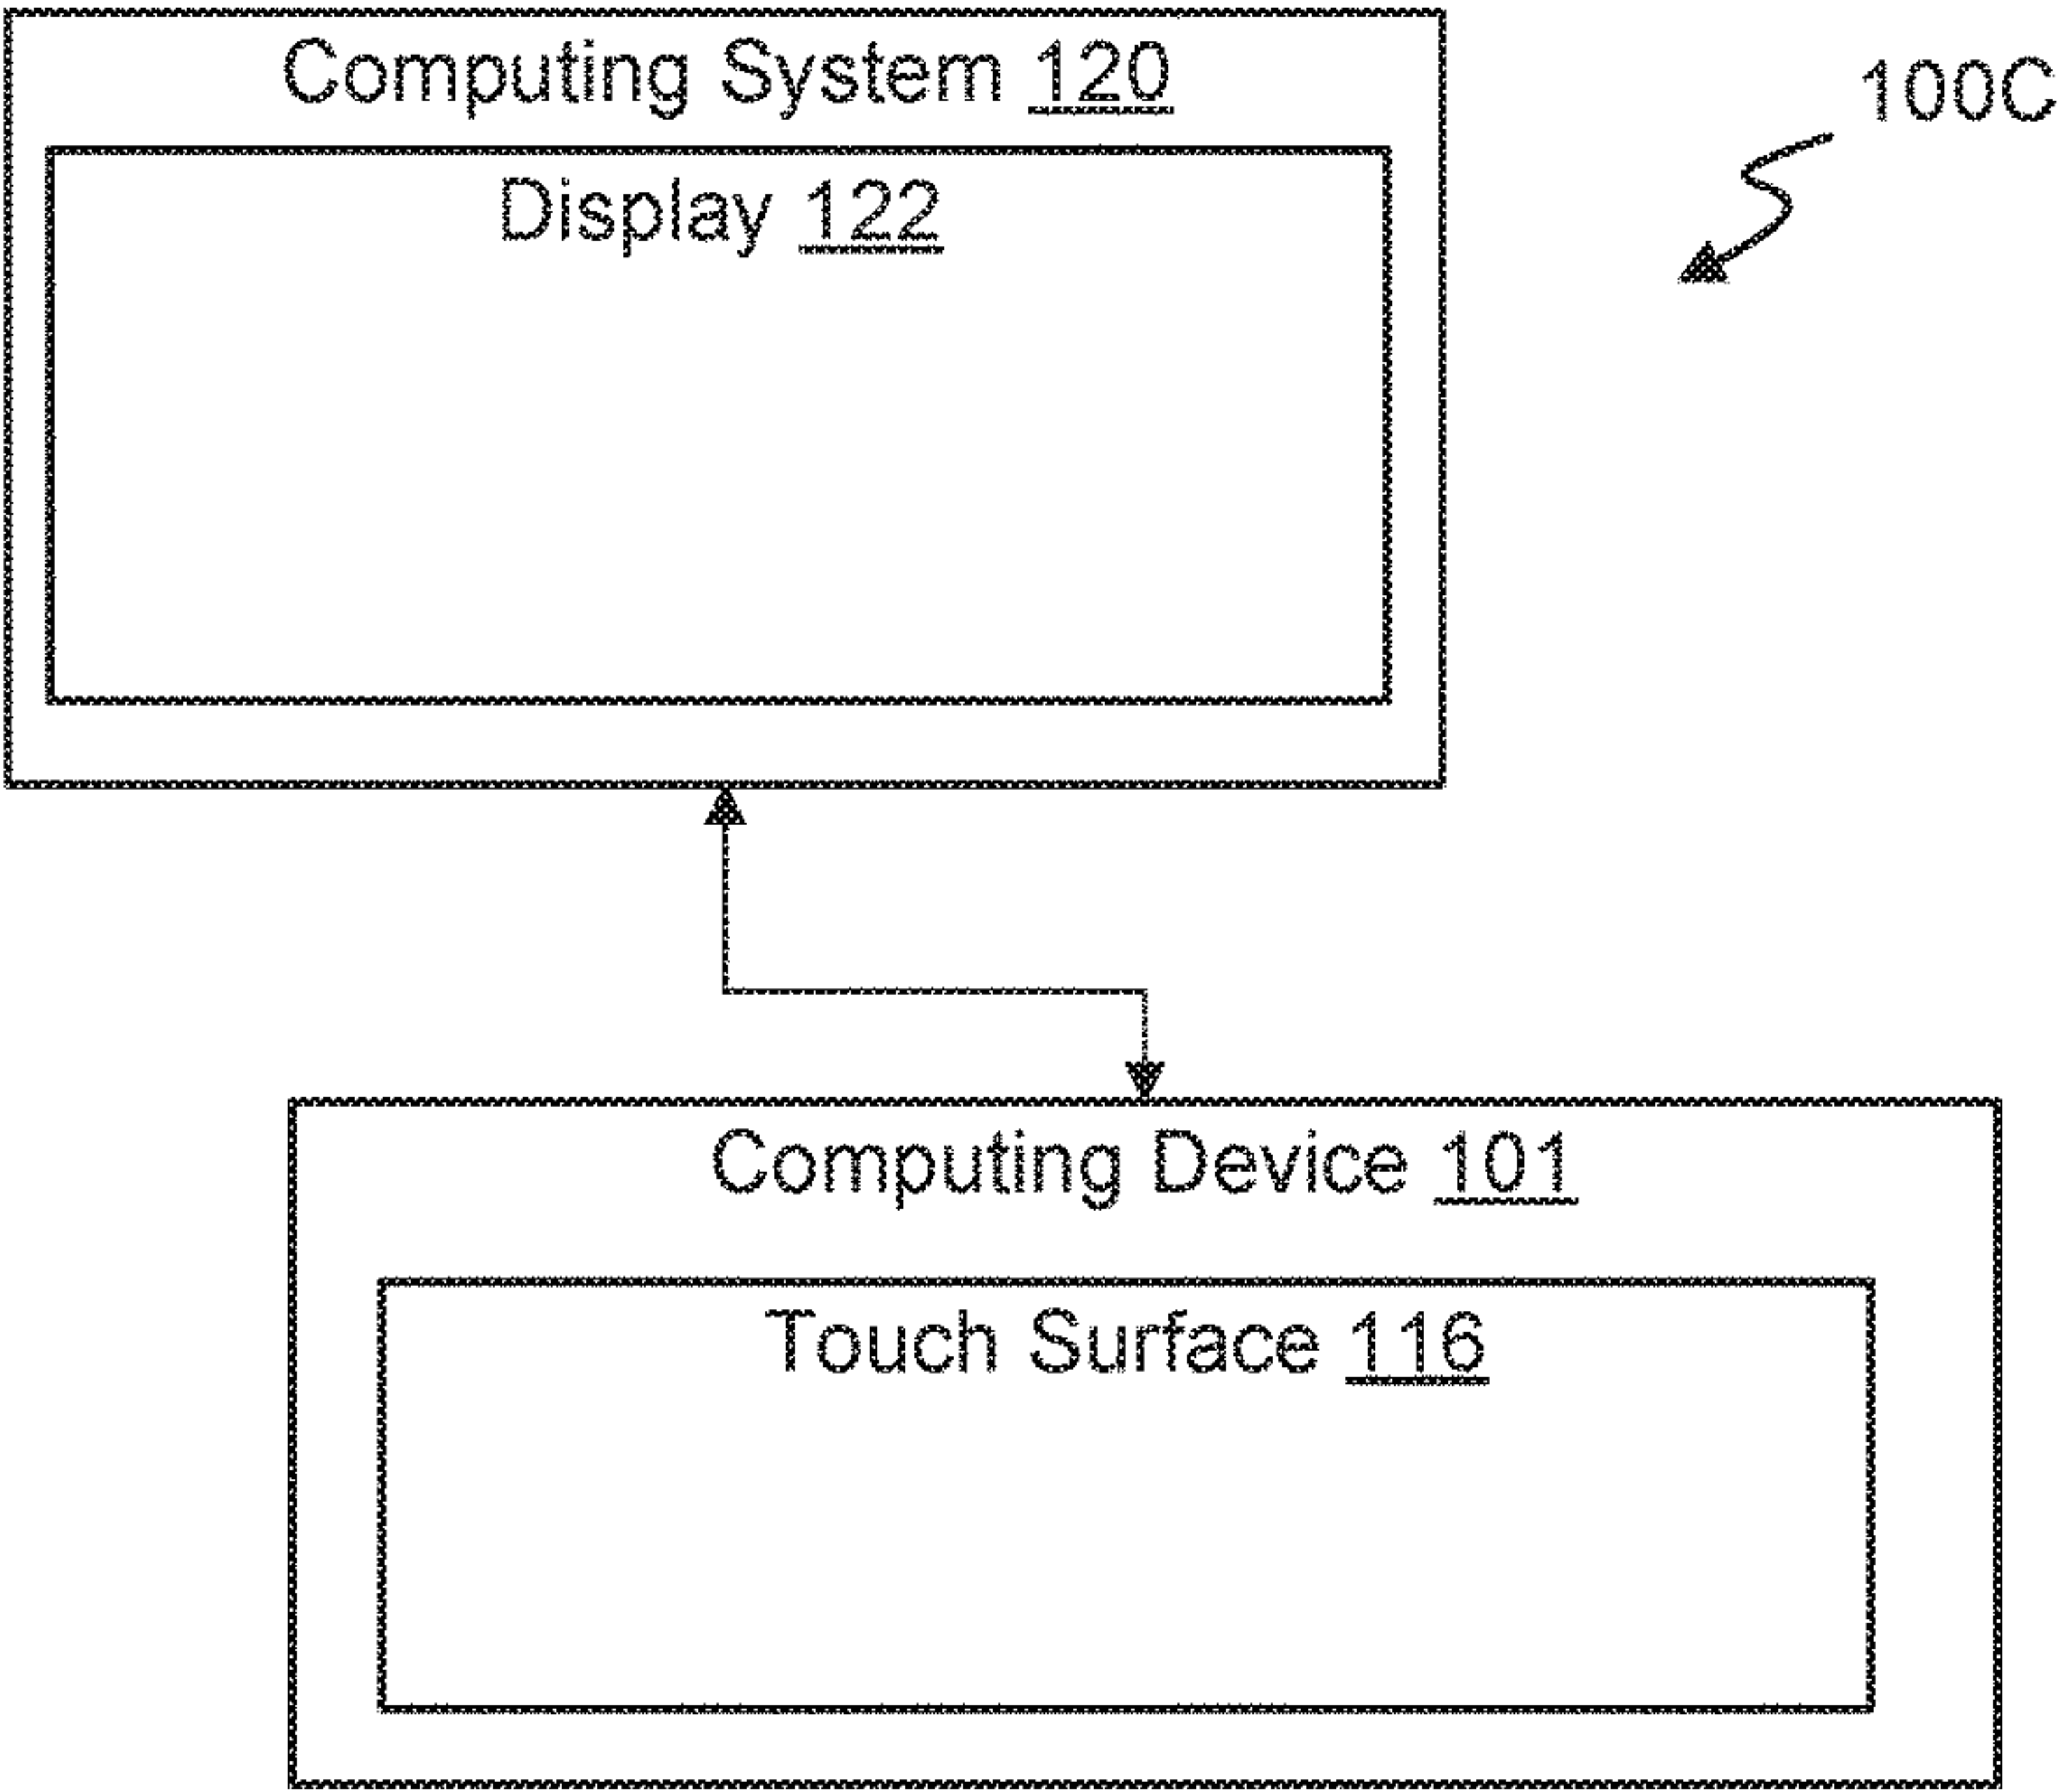 Computing System 120
100C
Display 122
Computing Device 101
Touch Surface 116